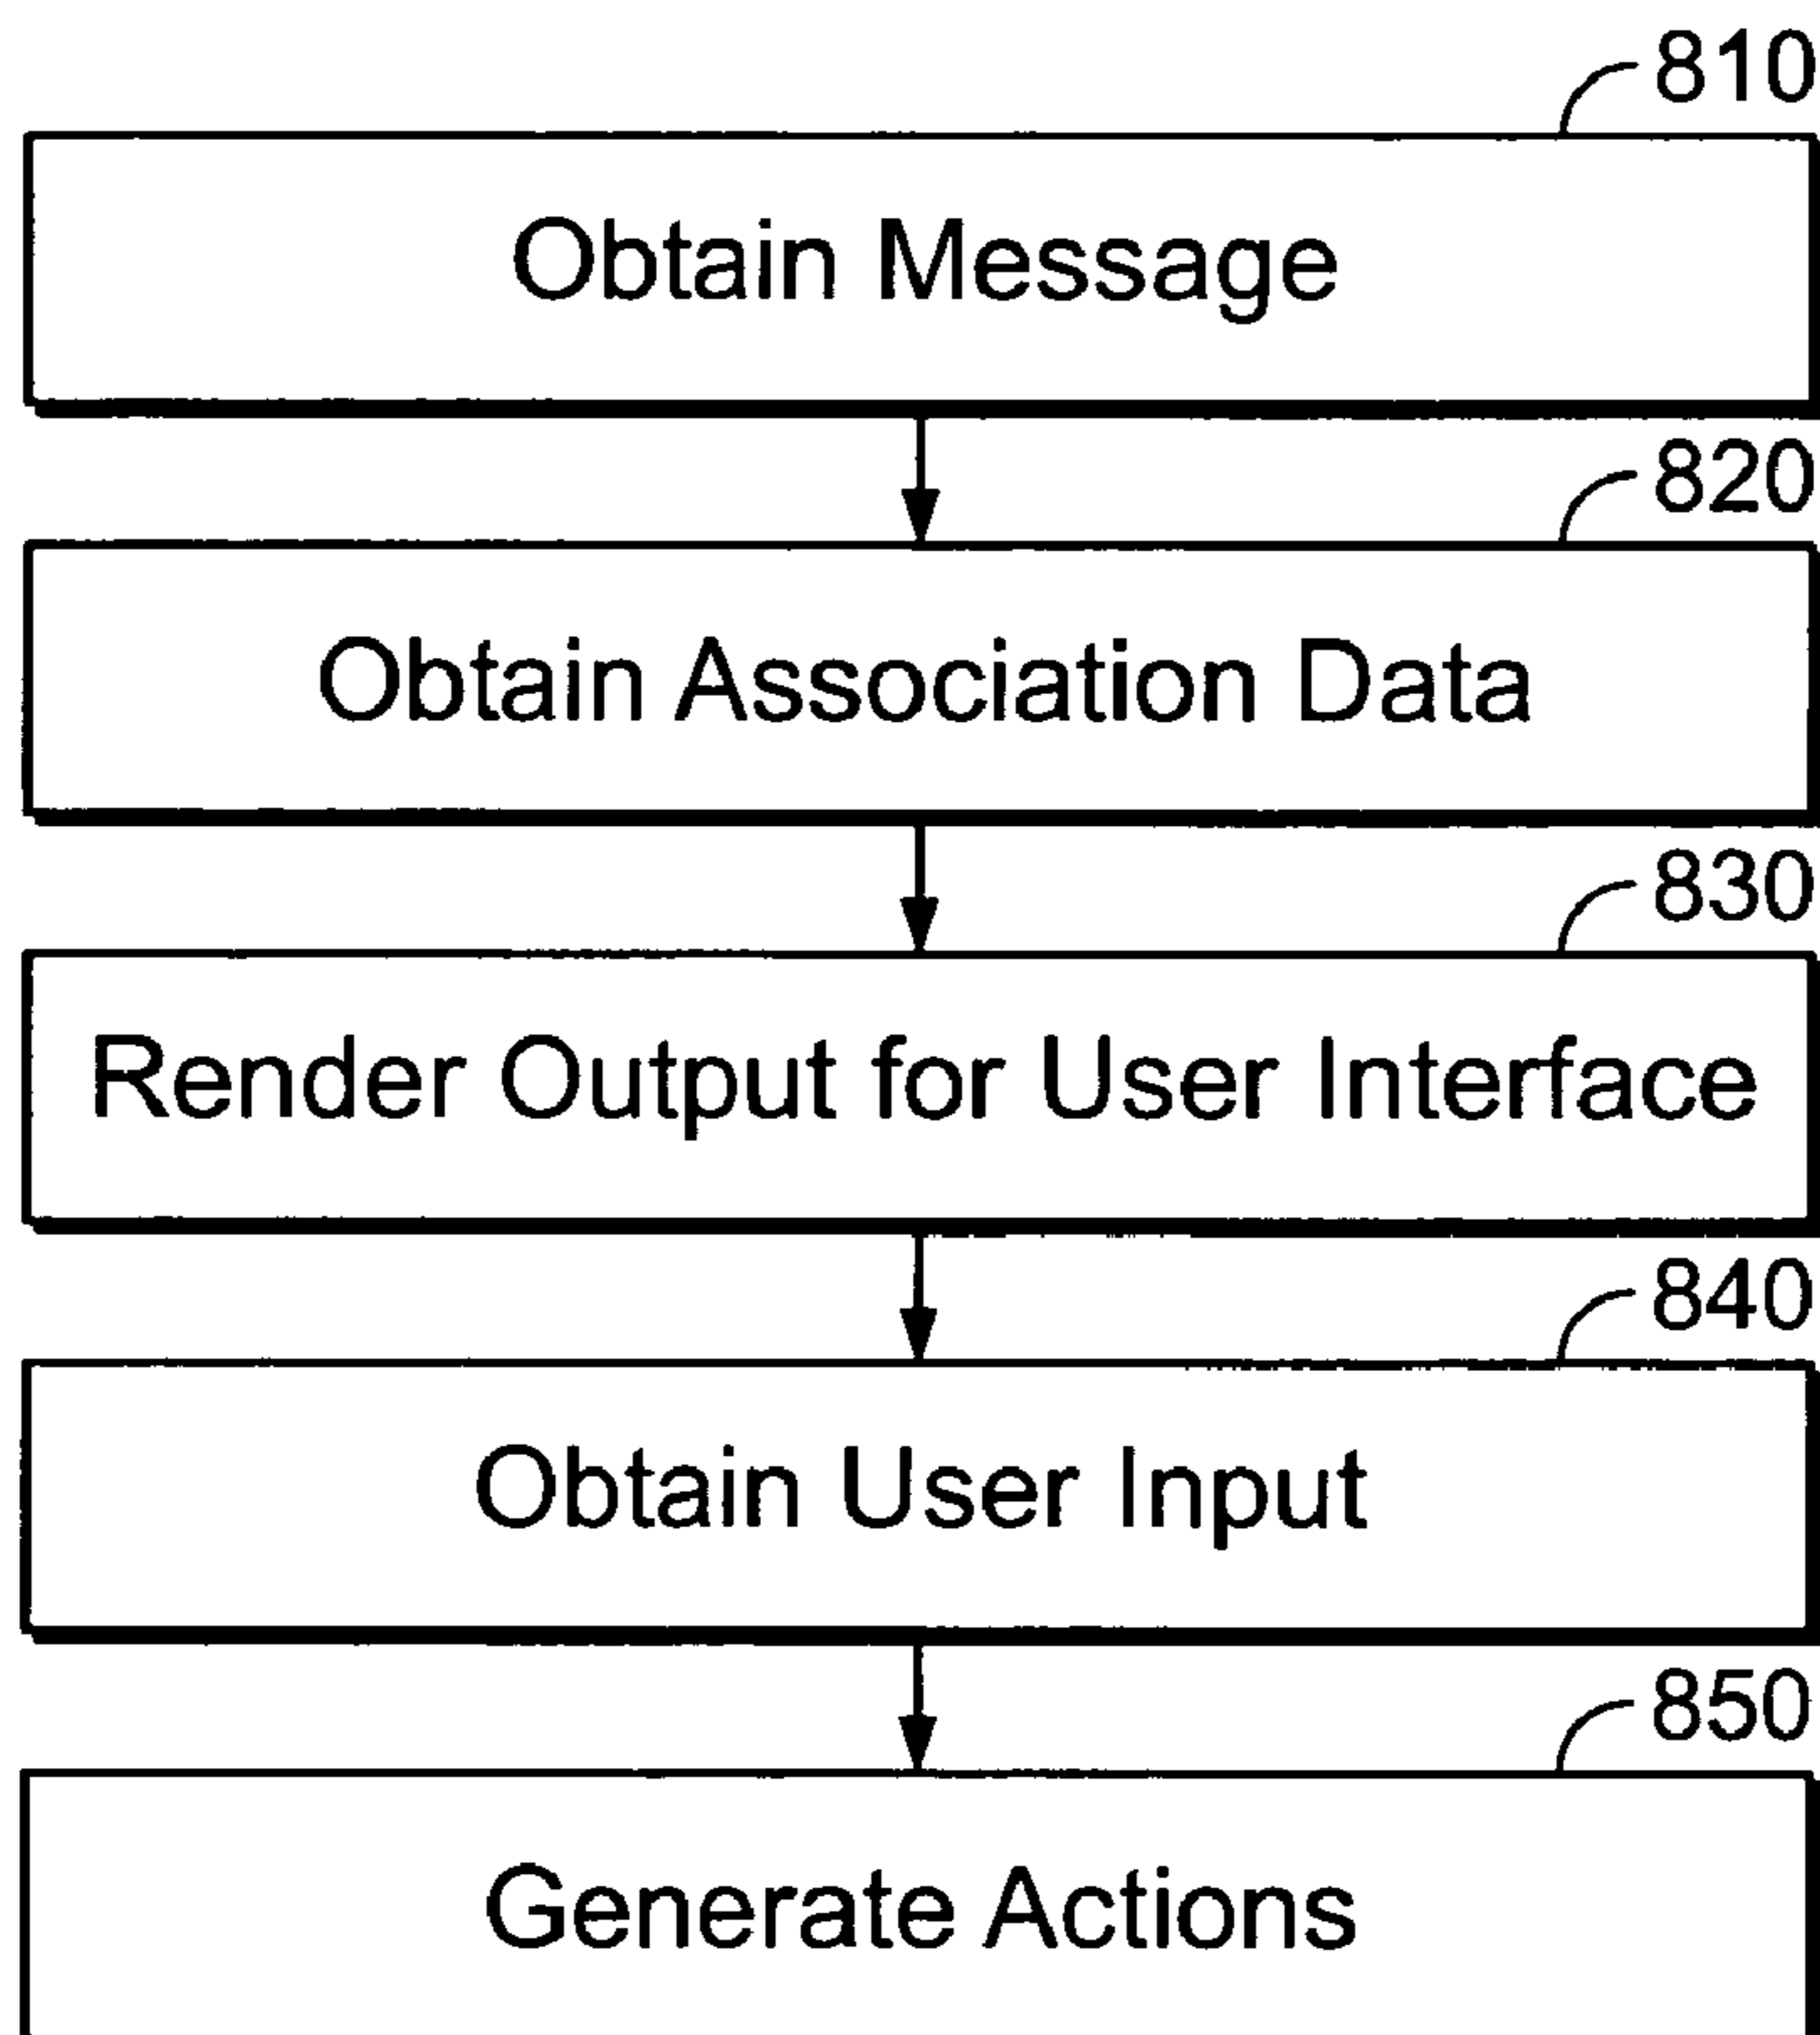 810
Obtain Message
820
Obtain Association Data
830
Render Output for User Interface
840
Obtain User Input
850
Generate Actions